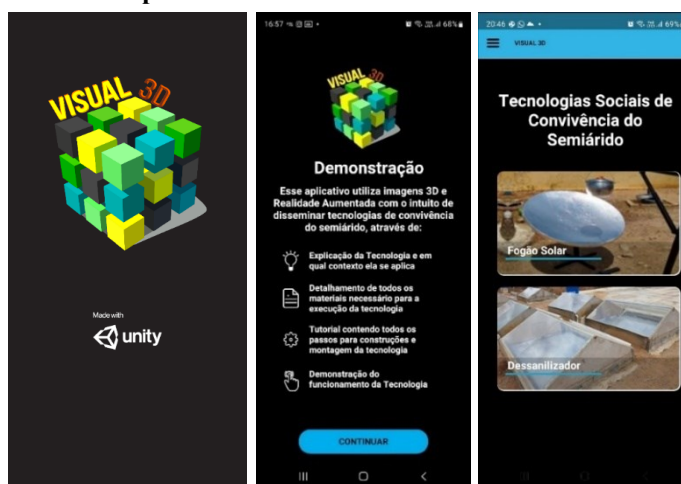 VISUAL 3D
Made with
unity
16:57
68%
VISUAL 3D
Demonstração
Esse aplicativo utiliza imagens 3D e
Realidade Aumentada com o intuito de
disseminar tecnologias de convivência
do semiárido, através de:
Explicação da Tecnologia e em
qual contexto ela se aplica
Detalhamento de todos os
materiais necessário para a
execução da tecnologia
Tutorial contendo todos os
passos para construções e
montagem da tecnologia
Demonstração do
funcionamento da Tecnologia
CONTINUAR
20:46
69%
VISUAL 3D
Tecnologias Sociais de
Convivência do
Semiárido
Fogão Solar
Dessanilizador